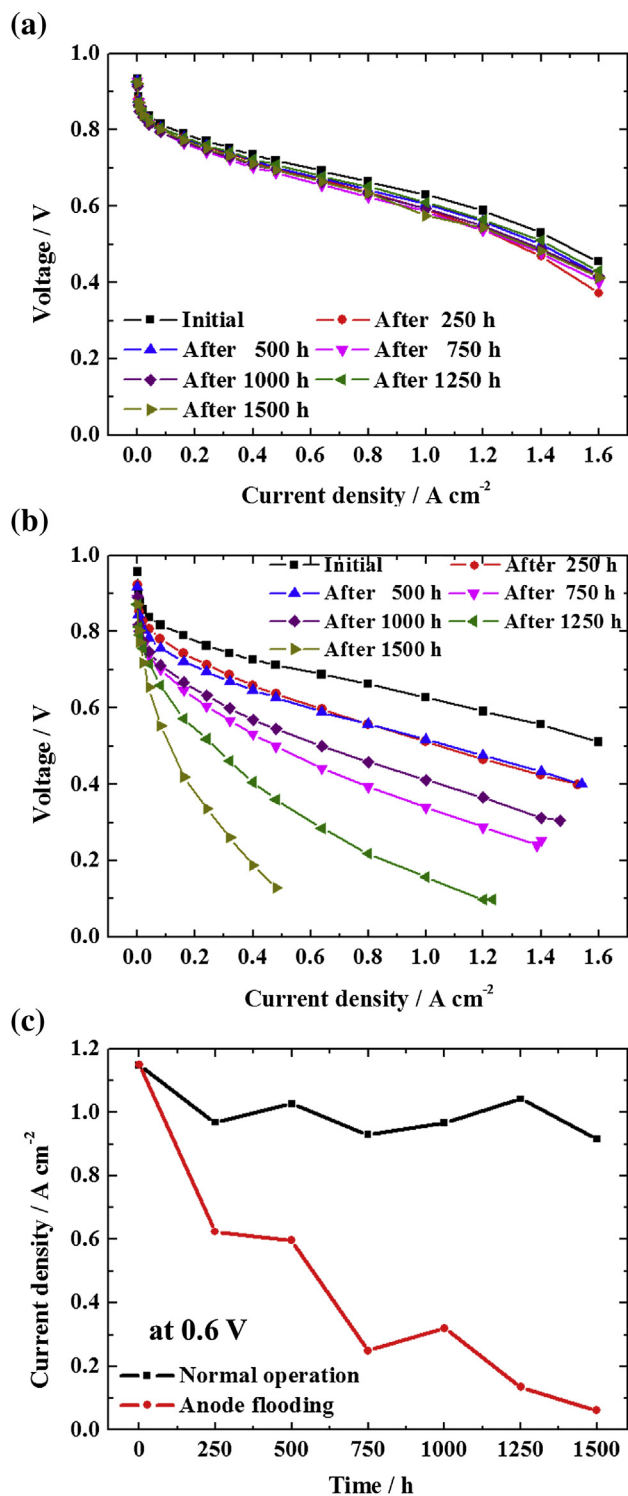 (a)
1.0
0.8
0.6
0.4
0.2
0.0
Voltage / V
Initial
After 250 h
After 500 h
After 750 h
After 1000 h
After 1250 h
After 1500 h
0.0 0.2 0.4 0.6 0.8 1.0 1.2 1.4 1.6
Current density / A cm⁻²
(b)
1.0
0.8
0.6
0.4
0.2
0.0
Voltage / V
Initial
After 250 h
After 500 h
After 750 h
After 1000 h
After 1250 h
After 1500 h
0.0 0.2 0.4 0.6 0.8 1.0 1.2 1.4 1.6
Current density / A cm⁻²
(c)
1.2
1.0
0.8
0.6
0.4
0.2
0.0
Current density / A cm⁻²
at 0.6 V
Normal operation
Anode flooding
0 250 500 750 1000 1250 1500
Time / h